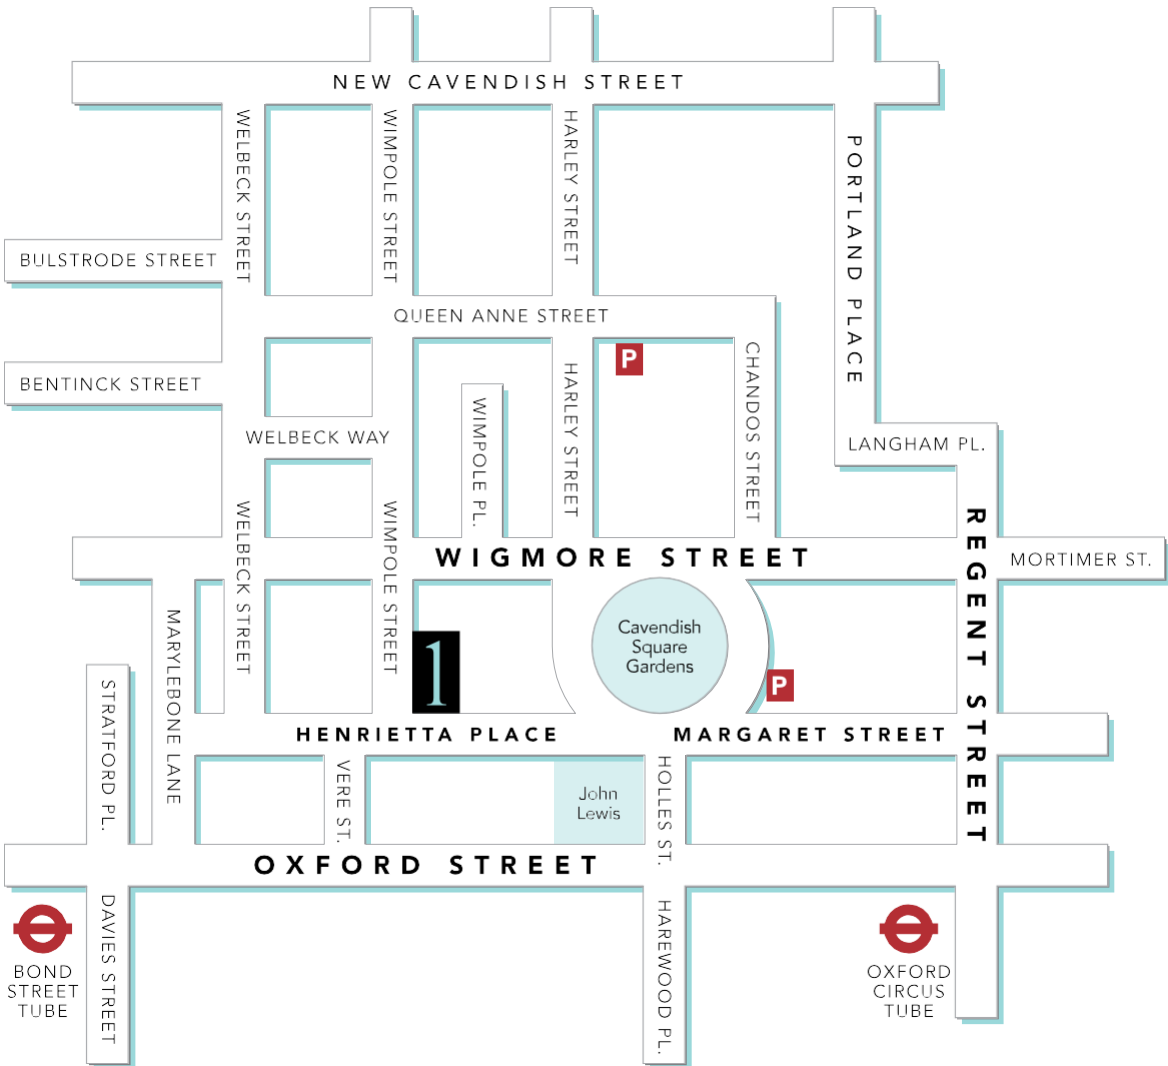 NEW CAVENDISH STREET
WELBECK STREET
WIMPOLE STREET
HARLEY STREET
PORTLAND PLACE
BULSTRODE STREET
QUEEN ANNE STREET
P
CHANDOS STREET
BENTINCK STREET
HARLEY STREET
WIMPOLE PL.
WELBECK WAY
LANGHAM PL.
WELBECK STREET
WIMPOLE STREET
REGENT STREET
WIGMORE STREET
MORTIMER ST.
MARYLEBONE LANE
Cavendish
Square
Gardens
1
P
STRATFORD PL.
HENRIETTA PLACE
MARGARET STREET
VERE ST.
HOLLES ST.
John
Lewis
OXFORD STREET
DAVIES STREET
HAREWOOD PL.
BOND
STREET
TUBE
OXFORD
CIRCUS
TUBE